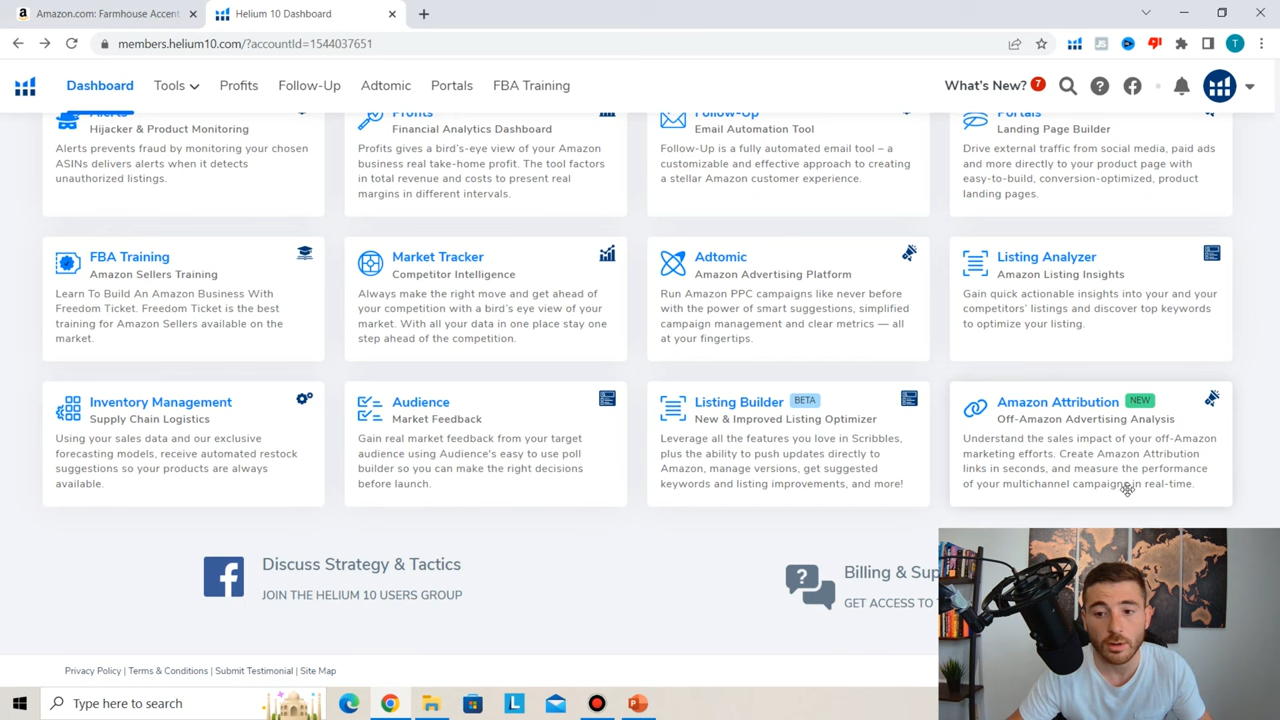 Amazon.com: Farmhouse Accent
Helium 10 Dashboard
members.helium10.com/?accountId=1544037651
T
Dashboard
Tools
Profits
Follow-Up
Adtomic
Portals
FBA Training
What's New? 7
Alerts
Hijacker & Product Monitoring
Alerts prevents fraud by monitoring your chosen
ASINs delivers alerts when it detects
unauthorized listings.
Profits
Financial Analytics Dashboard
Profits gives a bird's-eye view of your Amazon
business real take-home profit. The tool factors
in total revenue and costs to present real
margins in different intervals.
Follow-Up
Email Automation Tool
Follow-Up is a fully automated email tool – a
customizable and effective approach to creating
a stellar Amazon customer experience.
Portals
Landing Page Builder
Drive external traffic from social media, paid ads
and more directly to your product page with
easy-to-build, conversion-optimized, product
landing pages.
FBA Training
Amazon Sellers Training
Learn To Build An Amazon Business With
Freedom Ticket. Freedom Ticket is the best
training for Amazon Sellers available on the
market.
Market Tracker
Competitor Intelligence
Always make the right move and get ahead of
your competition with a bird's eye view of your
market. With all your data in one place stay one
step ahead of the competition.
Adtomic
Amazon Advertising Platform
Run Amazon PPC campaigns like never before
with the power of smart suggestions, simplified
campaign management and clear metrics — all
at your fingertips.
Listing Analyzer
Amazon Listing Insights
Gain quick actionable insights into your and your
competitors' listings and discover top keywords
to optimize your listing.
Inventory Management
Supply Chain Logistics
Using your sales data and our exclusive
forecasting models, receive automated restock
suggestions so your products are always
available.
Audience
Market Feedback
Gain real market feedback from your target
audience using Audience's easy to use poll
builder so you can make the right decisions
before launch.
Listing Builder BETA
New & Improved Listing Optimizer
Leverage all the features you love in Scribbles,
plus the ability to push updates directly to
Amazon, manage versions, get suggested
keywords and listing improvements, and more!
Amazon Attribution NEW
Off-Amazon Advertising Analysis
Understand the sales impact of your off-Amazon
marketing efforts. Create Amazon Attribution
links in seconds, and measure the performance
of your multichannel campaigns in real-time.
Discuss Strategy & Tactics
JOIN THE HELIUM 10 USERS GROUP
Billing & Sup
GET ACCESS TO
Privacy Policy | Terms & Conditions | Submit Testimonial | Site Map
Type here to search